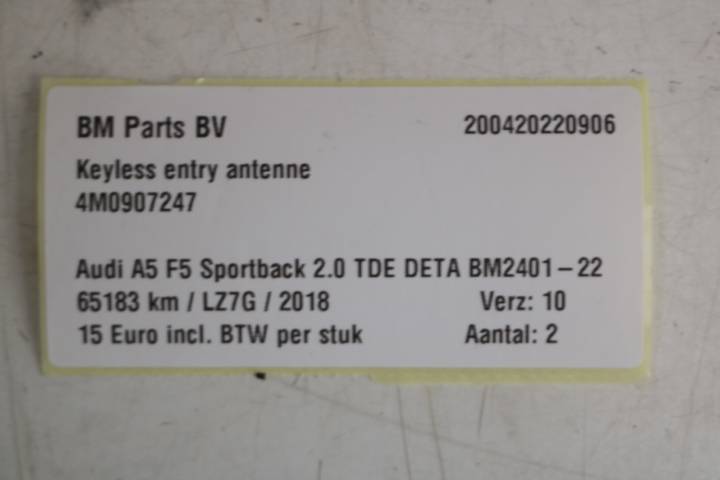 BM Parts BV 200420220906
Keyless entry antenne
4M0907247
Audi A5 F5 Sportback 2.0 TDE DETA BM2401-22
65183 km / LZ7G / 2018 Verz: 10
15 Euro incl. BTW per stuk Aantal: 2